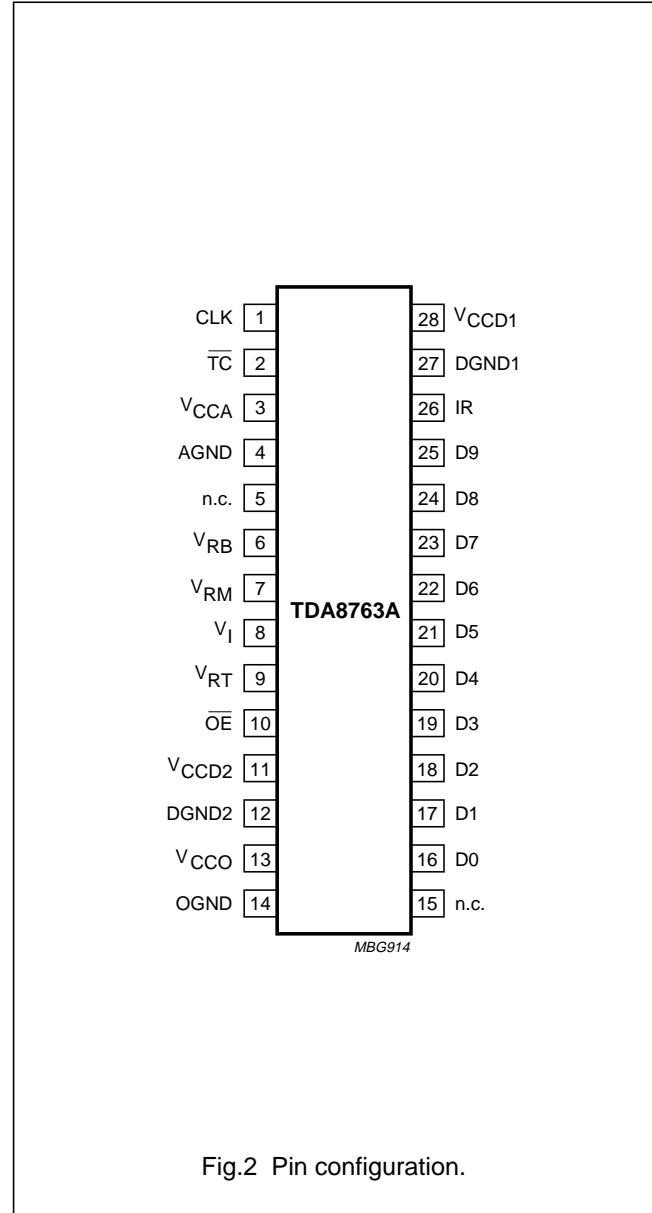 CLK 1 28 VCCD1
TC 2 27 DGND1
VCCA 3 26 IR
AGND 4 25 D9
n.c. 5 24 D8
VRB 6 23 D7
VRM 7 22 D6
TDA8763A
VI 8 21 D5
VRT 9 20 D4
OE 10 19 D3
VCCD2 11 18 D2
DGND2 12 17 D1
VCCO 13 16 D0
OGND 14 15 n.c.
MBG914
Fig.2 Pin configuration.